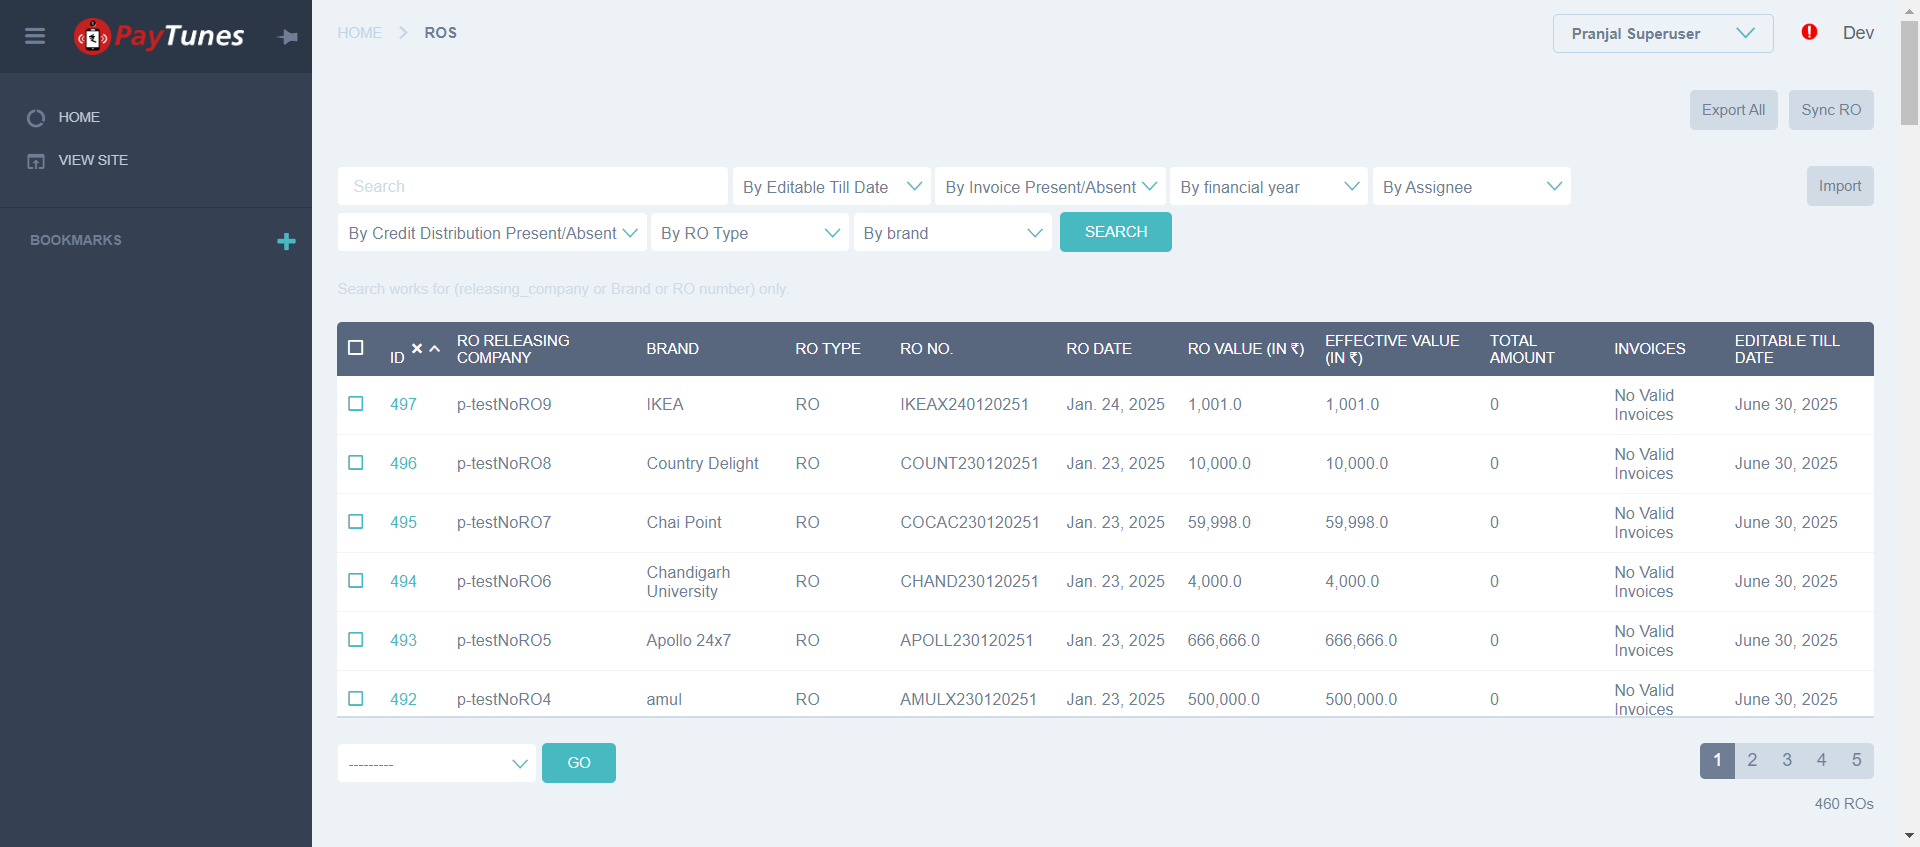 PayTunes
HOME
VIEW SITE
BOOKMARKS
HOME > ROS
Pranjal Superuser
Dev
Export All
Sync RO
Search
By Editable Till Date
By Invoice Present/Absent
By financial year
By Assignee
Import
By Credit Distribution Present/Absent
By RO Type
By brand
SEARCH
Search works for (releasing_company or Brand or RO number) only.
ID RO RELEASING COMPANY BRAND RO TYPE RO NO. RO DATE RO VALUE (IN ₹) EFFECTIVE VALUE (IN ₹) TOTAL AMOUNT INVOICES EDITABLE TILL DATE
497 p-testNoRO9 IKEA RO IKEAX240120251 Jan. 24, 2025 1,001.0 1,001.0 0 No Valid Invoices June 30, 2025
496 p-testNoRO8 Country Delight RO COUNT230120251 Jan. 23, 2025 10,000.0 10,000.0 0 No Valid Invoices June 30, 2025
495 p-testNoRO7 Chai Point RO COCAC230120251 Jan. 23, 2025 59,998.0 59,998.0 0 No Valid Invoices June 30, 2025
494 p-testNoRO6 Chandigarh University RO CHAND230120251 Jan. 23, 2025 4,000.0 4,000.0 0 No Valid Invoices June 30, 2025
493 p-testNoRO5 Apollo 24x7 RO APOLL230120251 Jan. 23, 2025 666,666.0 666,666.0 0 No Valid Invoices June 30, 2025
492 p-testNoRO4 amul RO AMULX230120251 Jan. 23, 2025 500,000.0 500,000.0 0 No Valid Invoices June 30, 2025
---------
GO
1 2 3 4 5
460 ROs